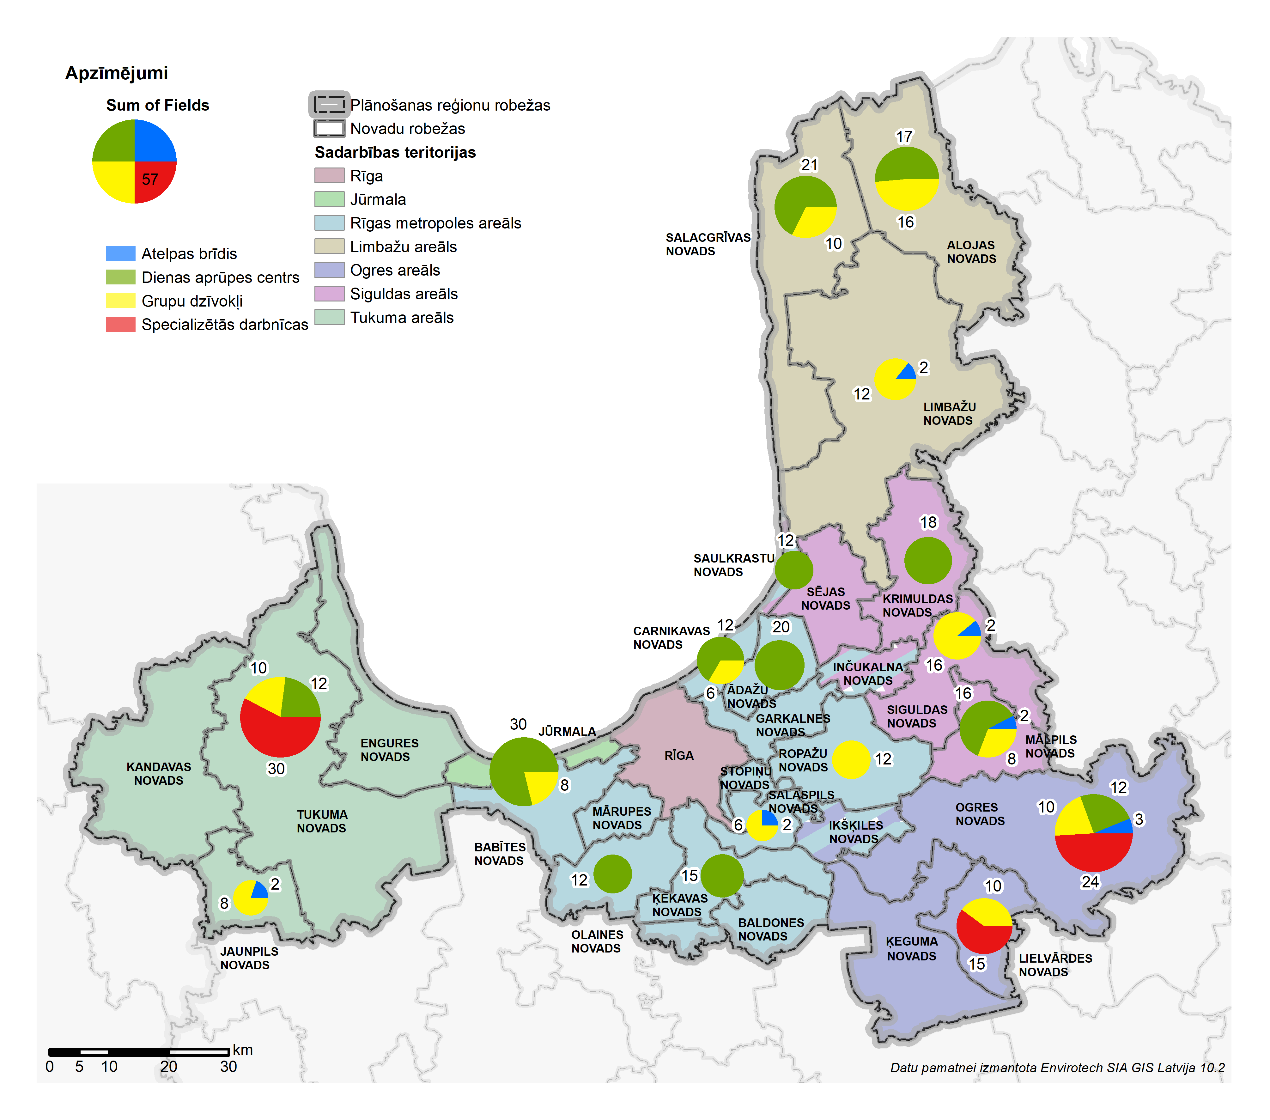 Apzīmējumi
Sum of Fields
57
Atelpas brīdis
Dienas aprūpes centrs
Grupu dzīvokļi
Specializētās darbnīcas
Plānošanas reģionu robežas
Novadu robežas
Sadarbības teritorijas
Rīga
Jūrmala
Rīgas metropoles areāls
Limbažu areāls
Ogres areāls
Siguldas areāls
Tukuma areāls
17
21
16
10
SALACGRĪVAS
NOVADS
ALOJAS
NOVADS
2
12
LIMBAŽU
NOVADS
18
12
SAULKRASTU
NOVADS
SĒJAS
NOVADS
KRIMULDAS
NOVADS
12
20
CARNIKAVAS
NOVADS
2
16
6
INČUKALNA
NOVADS
ĀDAŽU
NOVADS
10
12
30
16
2
SIGULDAS
NOVADS
GARKALNES
NOVADS
30
JŪRMALA
ENGURES
NOVADS
MĀLPILS
NOVADS
8
RĪGA
ROPAŽU
NOVADS
12
KANDAVAS
NOVADS
STOPIŅU
NOVADS
8
12
10
3
24
OGRES
NOVADS
SALASPILS
NOVADS
TUKUMA
NOVADS
MĀRUPES
NOVADS
6
2
IKŠĶILES
NOVADS
BABĪTES
NOVADS
12
15
2
8
10
ĶEKAVAS
NOVADS
BALDONES
NOVADS
OLAINES
NOVADS
ĶEGUMA
NOVADS
15
JAUNPILS
NOVADS
LIELVĀRDES
NOVADS
km
0 5 10 20 30
Datu pamatnei izmantota Envirotech SIA GIS Latvija 10.2